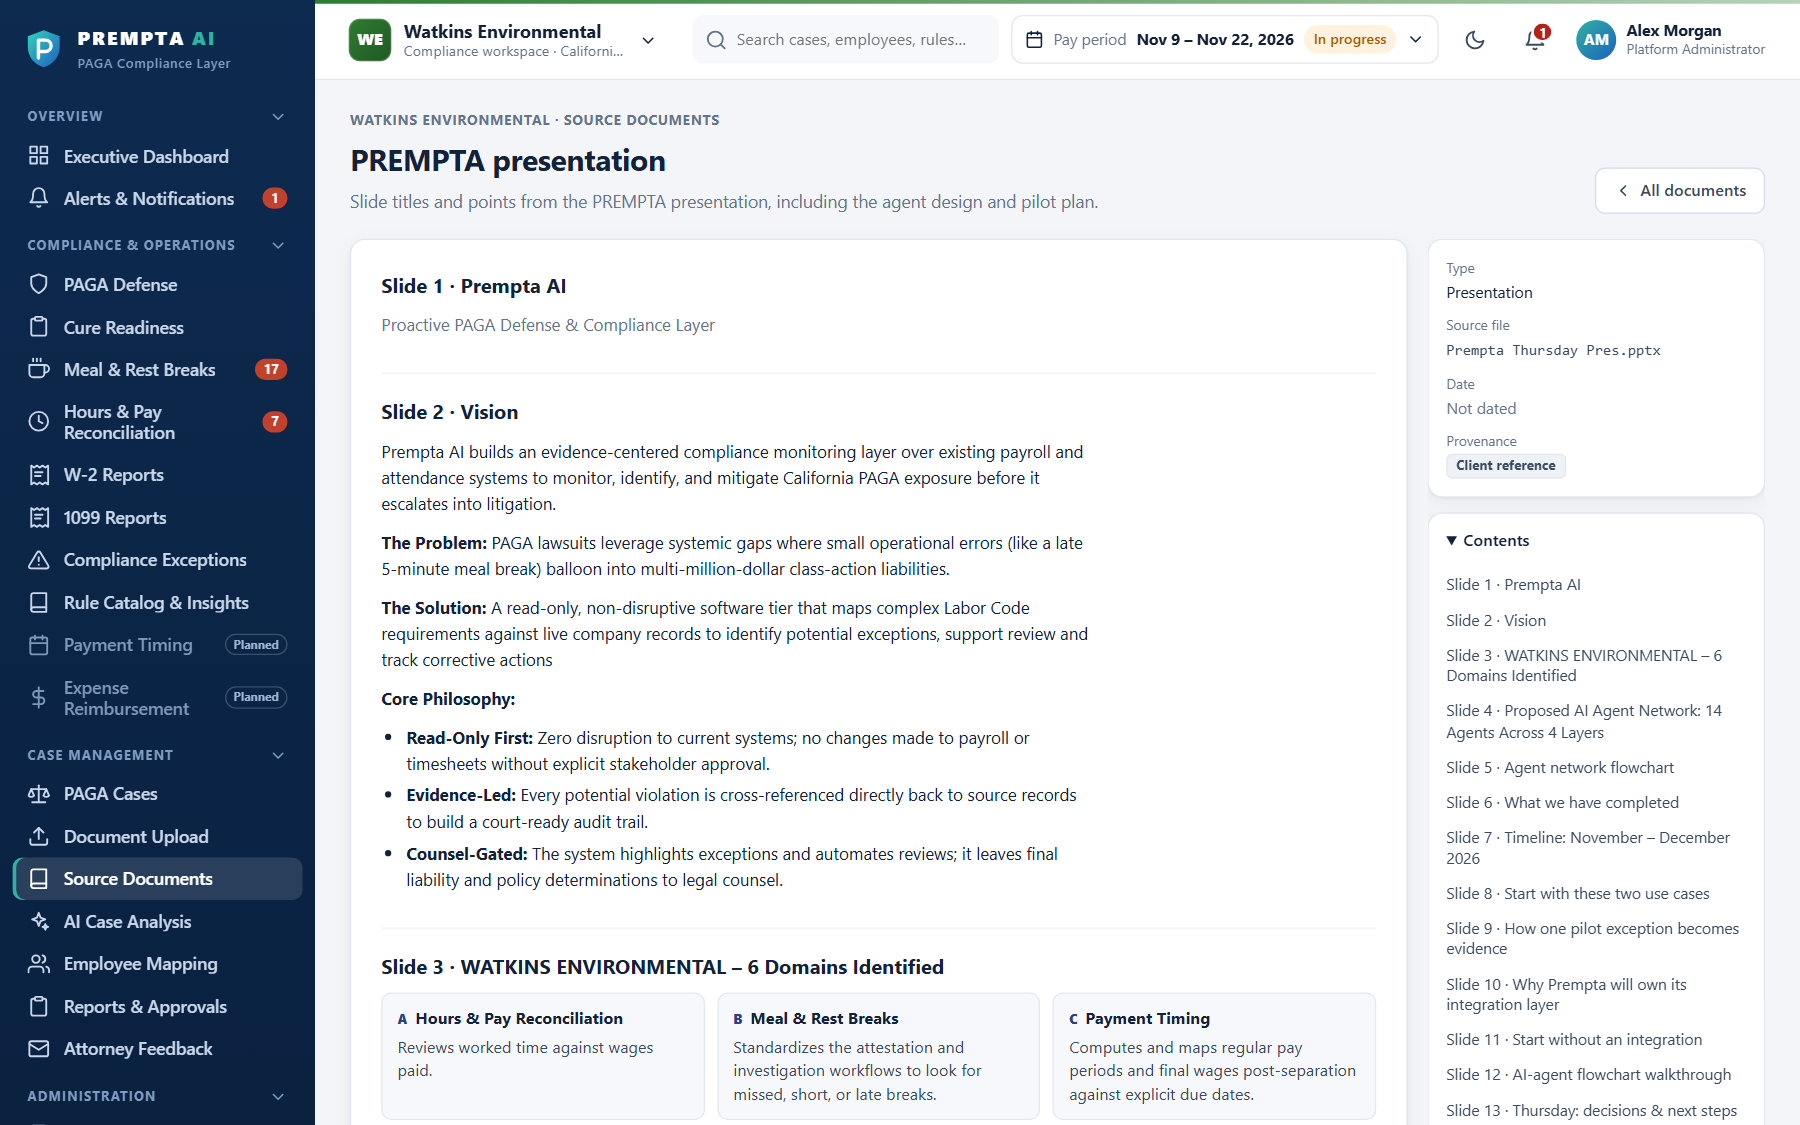 PREMPTA AI
PAGA Compliance Layer
OVERVIEW
Executive Dashboard
Alerts & Notifications 1
COMPLIANCE & OPERATIONS
PAGA Defense
Cure Readiness
Meal & Rest Breaks 17
Hours & Pay
Reconciliation 7
W-2 Reports
1099 Reports
Compliance Exceptions
Rule Catalog & Insights
Payment Timing Planned
Expense
Reimbursement Planned
CASE MANAGEMENT
PAGA Cases
Document Upload
Source Documents
AI Case Analysis
Employee Mapping
Reports & Approvals
Attorney Feedback
ADMINISTRATION
WE
Watkins Environmental
Compliance workspace · Californi...
Search cases, employees, rules...
Pay period Nov 9 – Nov 22, 2026 In progress
1
AM
Alex Morgan
Platform Administrator
WATKINS ENVIRONMENTAL · SOURCE DOCUMENTS
PREMPTA presentation
Slide titles and points from the PREMPTA presentation, including the agent design and pilot plan.
All documents
Slide 1 · Prempta AI
Proactive PAGA Defense & Compliance Layer
Slide 2 · Vision
Prempta AI builds an evidence-centered compliance monitoring layer over existing payroll and
attendance systems to monitor, identify, and mitigate California PAGA exposure before it
escalates into litigation.
The Problem: PAGA lawsuits leverage systemic gaps where small operational errors (like a late
5-minute meal break) balloon into multi-million-dollar class-action liabilities.
The Solution: A read-only, non-disruptive software tier that maps complex Labor Code
requirements against live company records to identify potential exceptions, support review and
track corrective actions
Core Philosophy:
• Read-Only First: Zero disruption to current systems; no changes made to payroll or
timesheets without explicit stakeholder approval.
• Evidence-Led: Every potential violation is cross-referenced directly back to source records
to build a court-ready audit trail.
• Counsel-Gated: The system highlights exceptions and automates reviews; it leaves final
liability and policy determinations to legal counsel.
Slide 3 · WATKINS ENVIRONMENTAL – 6 Domains Identified
A Hours & Pay Reconciliation
Reviews worked time against wages
paid.
B Meal & Rest Breaks
Standardizes the attestation and
investigation workflows to look for
missed, short, or late breaks.
C Payment Timing
Computes and maps regular pay
periods and final wages post-separation
against explicit due dates.
Type
Presentation
Source file
Prempta Thursday Pres.pptx
Date
Not dated
Provenance
Client reference
▼ Contents
Slide 1 · Prempta AI
Slide 2 · Vision
Slide 3 · WATKINS ENVIRONMENTAL – 6
Domains Identified
Slide 4 · Proposed AI Agent Network: 14
Agents Across 4 Layers
Slide 5 · Agent network flowchart
Slide 6 · What we have completed
Slide 7 · Timeline: November – December
2026
Slide 8 · Start with these two use cases
Slide 9 · How one pilot exception becomes
evidence
Slide 10 · Why Prempta will own its
integration layer
Slide 11 · Start without an integration
Slide 12 · AI-agent flowchart walkthrough
Slide 13 · Thursday: decisions & next steps